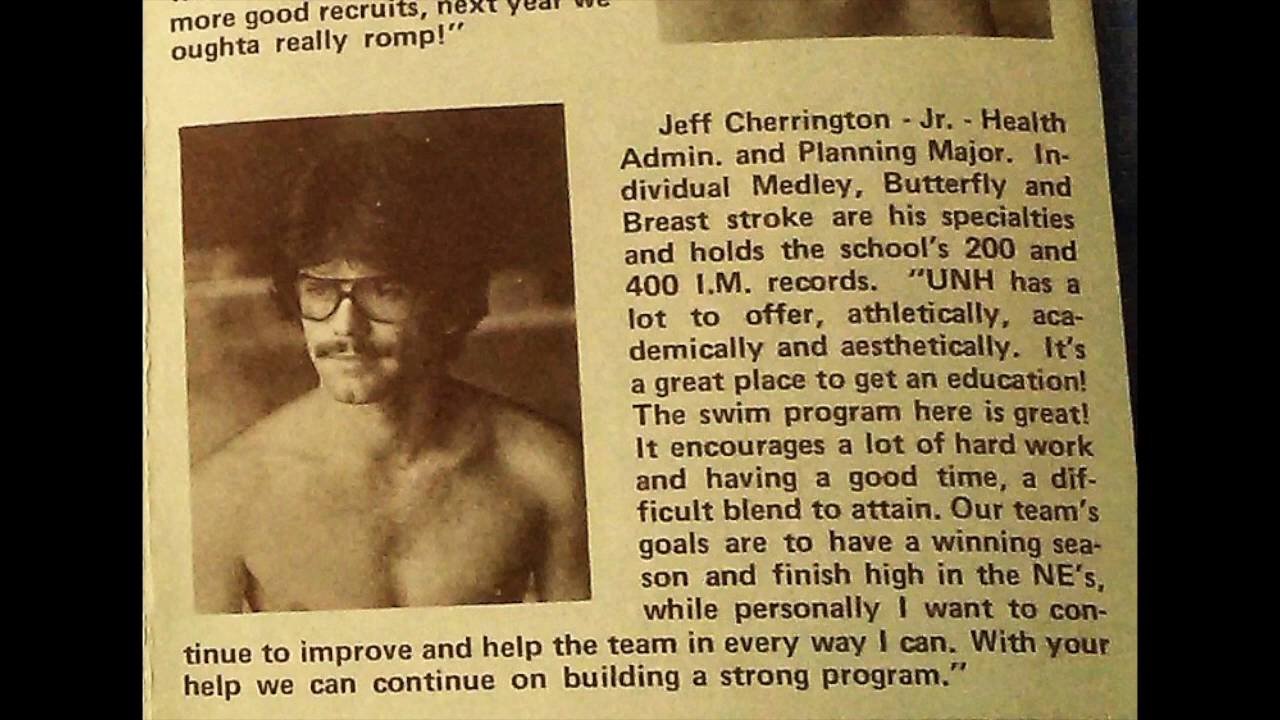 more good recruits, next year we
oughta really romp!”
Jeff Cherrington - Jr. - Health
Admin. and Planning Major. In-
dividual Medley, Butterfly and
Breast stroke are his specialties
and holds the school’s 200 and
400 I.M. records. “UNH has a
lot to offer, athletically, aca-
demically and aesthetically. It’s
a great place to get an education!
The swim program here is great!
It encourages a lot of hard work
and having a good time, a dif-
ficult blend to attain. Our team’s
goals are to have a winning sea-
son and finish high in the NE’s,
while personally I want to con-
tinue to improve and help the team in every way I can. With your
help we can continue on building a strong program.”